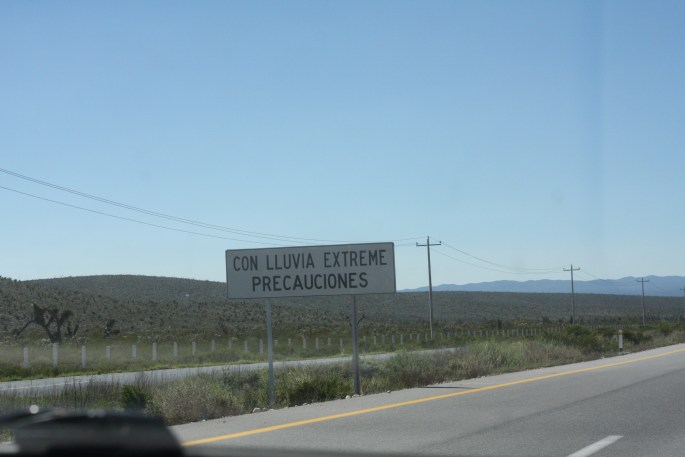 CON LLUVIA EXTREME
PRECAUCIONES